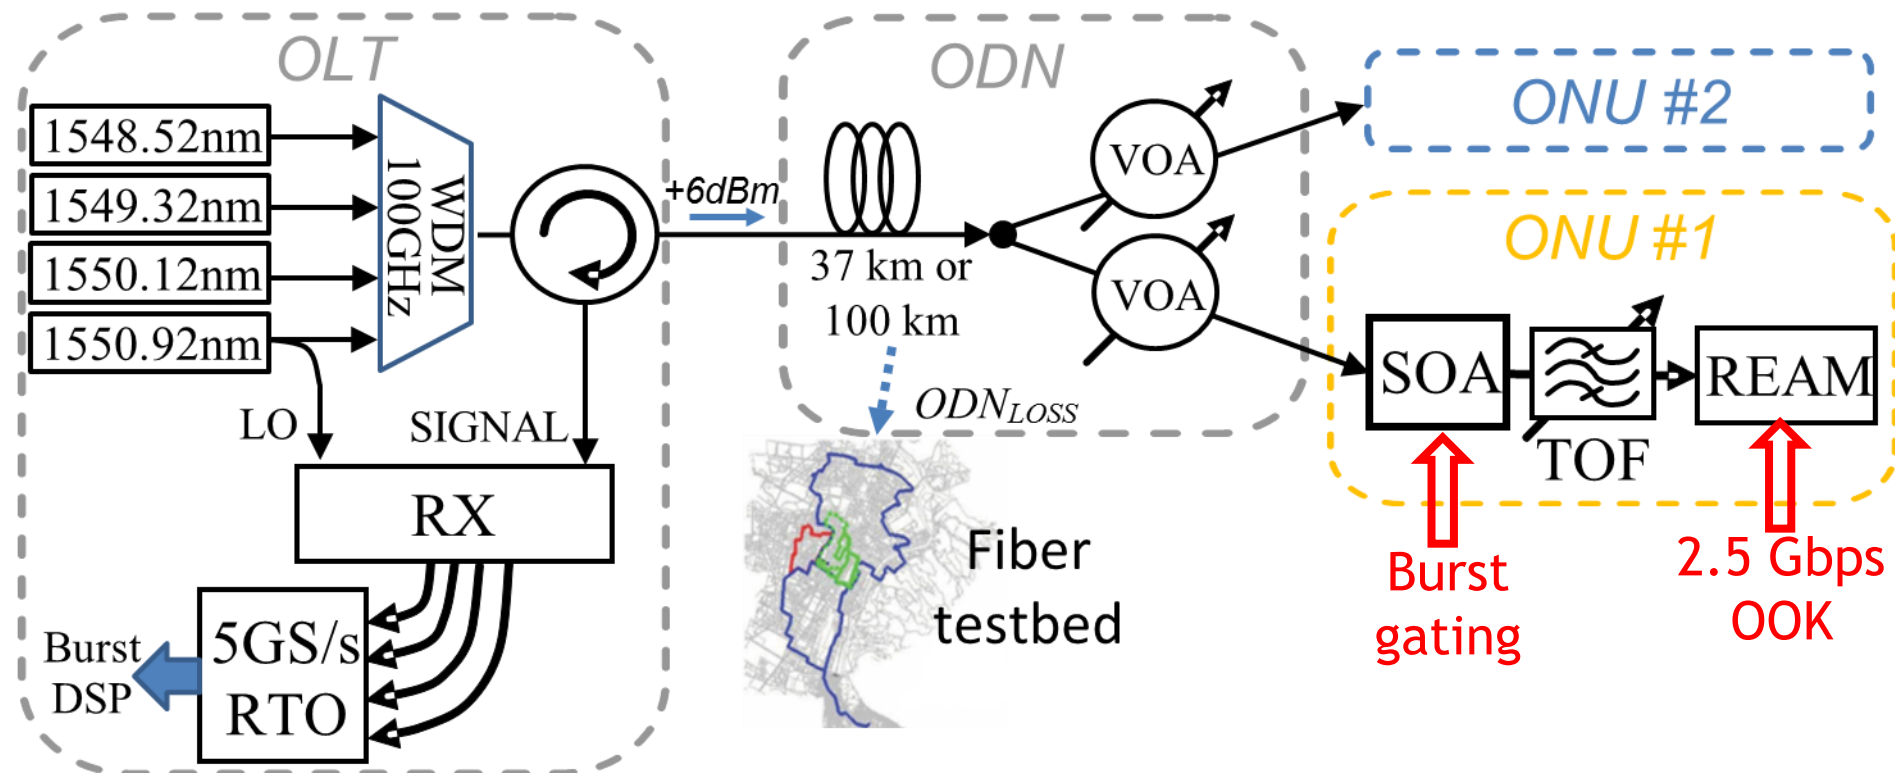 OLT
1548.52nm
1549.32nm
1550.12nm
1550.92nm
WDM
100GHz
LO
SIGNAL
RX
5GS/s
RTO
Burst
DSP
+6dBm
ODN
37 km or
100 km
VOA
VOA
ODNLOSS
Fiber
testbed
ONU #2
ONU #1
SOA
TOF
REAM
Burst
gating
2.5 Gbps
OOK